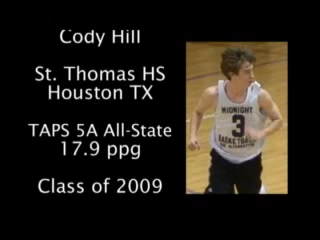 Cody Hill
St. Thomas HS
Houston TX
TAPS 5A All-State
17.9 ppg
Class of 2009
MIDNIGHT
3
BASKETBALL